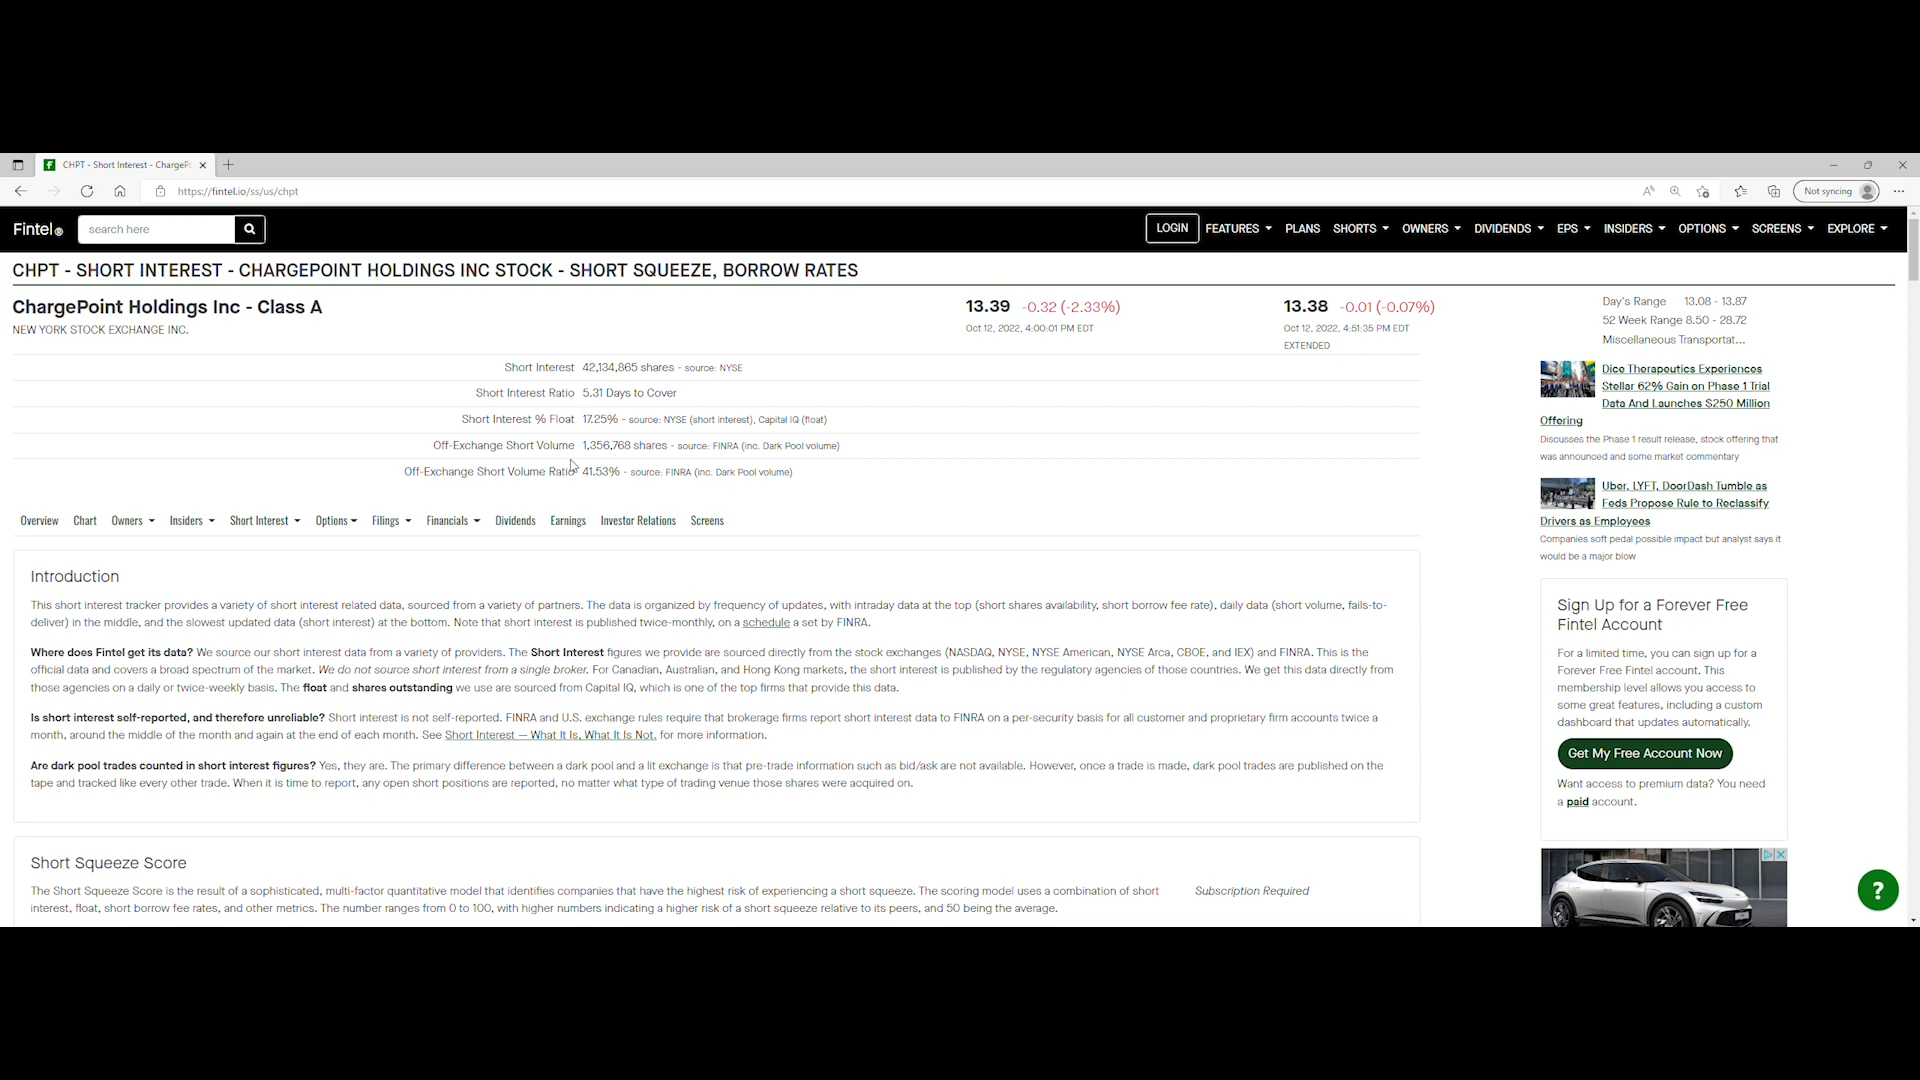 CHPT - Short Interest - ChargePo
https://fintel.io/ss/us/chpt
Not syncing
Fintel®
search here
LOGIN FEATURES PLANS SHORTS OWNERS DIVIDENDS EPS INSIDERS OPTIONS SCREENS EXPLORE
CHPT - SHORT INTEREST - CHARGEPOINT HOLDINGS INC STOCK - SHORT SQUEEZE, BORROW RATES
ChargePoint Holdings Inc - Class A
NEW YORK STOCK EXCHANGE INC.
13.39 -0.32 (-2.33%)
Oct 12, 2022, 4:00:01 PM EDT
13.38 -0.01 (-0.07%)
Oct 12, 2022, 4:51:35 PM EDT
EXTENDED
Day's Range 13.08 - 13.87
52 Week Range 8.50 - 28.72
Miscellaneous Transportat...
Short Interest 42,134,865 shares - source: NYSE
Short Interest Ratio 5.31 Days to Cover
Short Interest % Float 17.25% - source: NYSE (short interest), Capital IQ (float)
Off-Exchange Short Volume 1,356,768 shares - source: FINRA (inc. Dark Pool volume)
Off-Exchange Short Volume Ratio 41.53% - source: FINRA (inc. Dark Pool volume)
Overview Chart Owners Insiders Short Interest Options Filings Financials Dividends Earnings Investor Relations Screens
Introduction
This short interest tracker provides a variety of short interest related data, sourced from a variety of partners. The data is organized by frequency of updates, with intraday data at the top (short shares availability, short borrow fee rate), daily data (short volume, fails-to-
deliver) in the middle, and the slowest updated data (short interest) at the bottom. Note that short interest is published twice-monthly, on a schedule a set by FINRA.
Where does Fintel get its data? We source our short interest data from a variety of providers. The Short Interest figures we provide are sourced directly from the stock exchanges (NASDAQ, NYSE, NYSE American, NYSE Arca, CBOE, and IEX) and FINRA. This is the
official data and covers a broad spectrum of the market. We do not source short interest from a single broker. For Canadian, Australian, and Hong Kong markets, the short interest is published by the regulatory agencies of those countries. We get this data directly from
those agencies on a daily or twice-weekly basis. The float and shares outstanding we use are sourced from Capital IQ, which is one of the top firms that provide this data.
Is short interest self-reported, and therefore unreliable? Short interest is not self-reported. FINRA and U.S. exchange rules require that brokerage firms report short interest data to FINRA on a per-security basis for all customer and proprietary firm accounts twice a
month, around the middle of the month and again at the end of each month. See Short Interest — What It Is, What It Is Not. for more information.
Are dark pool trades counted in short interest figures? Yes, they are. The primary difference between a dark pool and a lit exchange is that pre-trade information such as bid/ask are not available. However, once a trade is made, dark pool trades are published on the
tape and tracked like every other trade. When it is time to report, any open short positions are reported, no matter what type of trading venue those shares were acquired on.
Short Squeeze Score
The Short Squeeze Score is the result of a sophisticated, multi-factor quantitative model that identifies companies that have the highest risk of experiencing a short squeeze. The scoring model uses a combination of short
interest, float, short borrow fee rates, and other metrics. The number ranges from 0 to 100, with higher numbers indicating a higher risk of a short squeeze relative to its peers, and 50 being the average.
Subscription Required
Dice Therapeutics Experiences
Stellar 62% Gain on Phase 1 Trial
Data And Launches $250 Million
Offering
Discusses the Phase 1 result release, stock offering that
was announced and some market commentary
Uber, LYFT, DoorDash Tumble as
Feds Propose Rule to Reclassify
Drivers as Employees
Companies soft pedal possible impact but analyst says it
would be a major blow
Sign Up for a Forever Free
Fintel Account
For a limited time, you can sign up for a
Forever Free Fintel account. This
membership level allows you access to
some great features, including a custom
dashboard that updates automatically.
Get My Free Account Now
Want access to premium data? You need
a paid account.
?